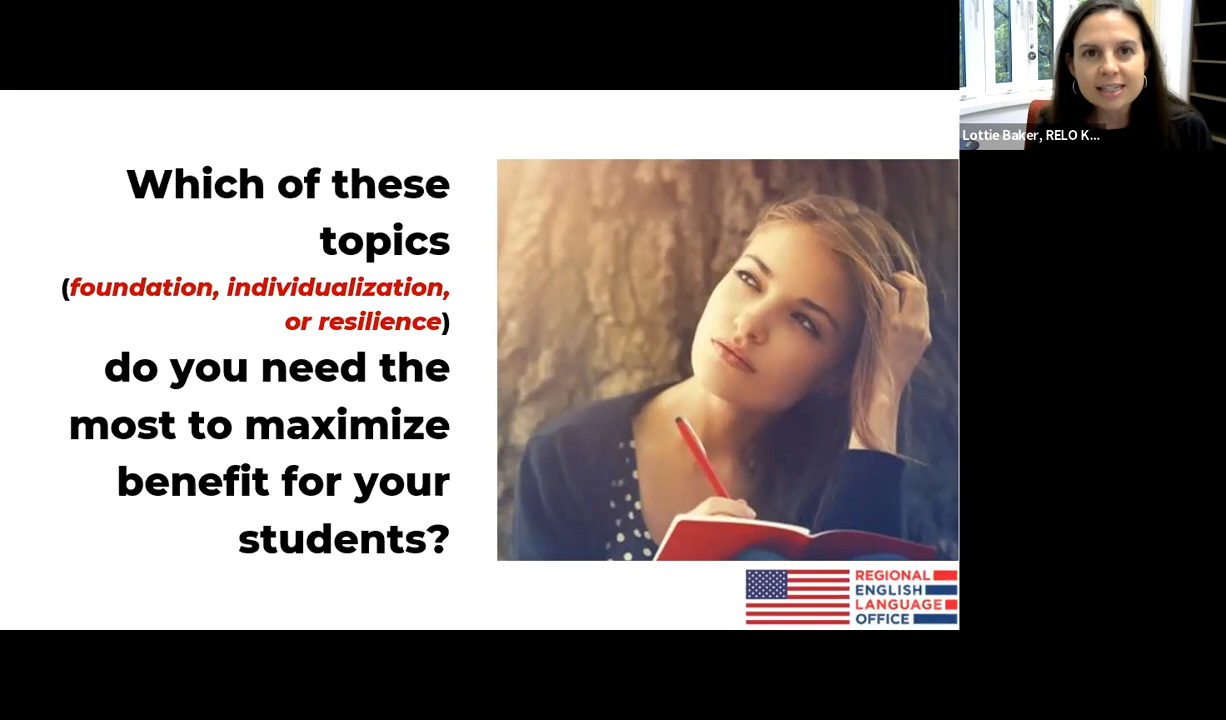 Which of these
topics
(foundation, individualization,
or resilience)
do you need the
most to maximize
benefit for your
students?
Lottie Baker, RELO K...
REGIONAL
ENGLISH
LANGUAGE
OFFICE